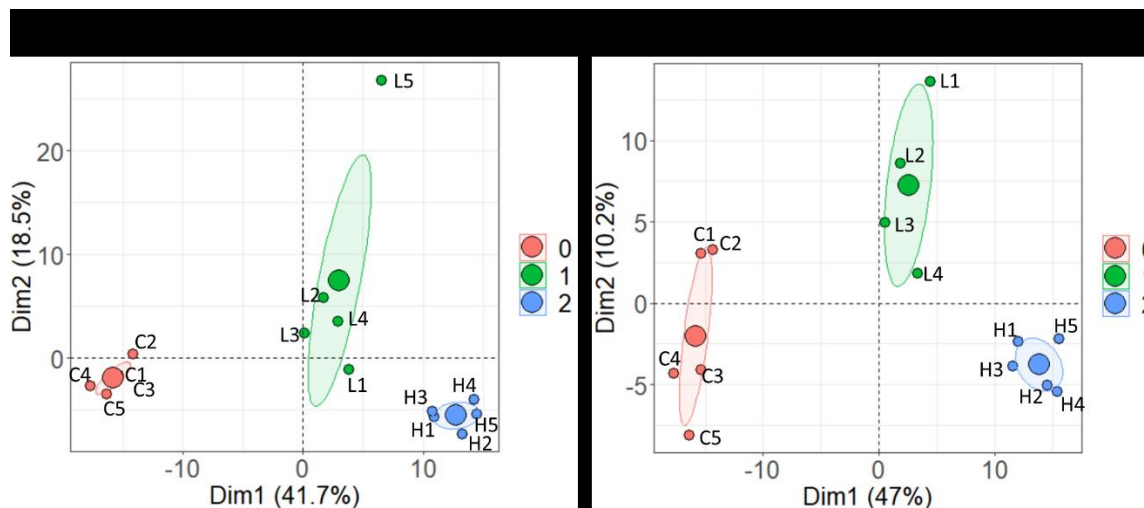 L5
20
10
0
L2
L4
L3
L1
C2
C4
C1
C3
C5
H3
H4
H5
H1
H2
-10
0
10
Dim1 (41.7%)
Dim2 (18.5%)
0
1
2
L1
10
L2
5
L3
L4
C1
C2
0
C4
C3
C5
-5
H1
H5
H3
H2
H4
-10
0
10
Dim1 (47%)
Dim2 (10.2%)